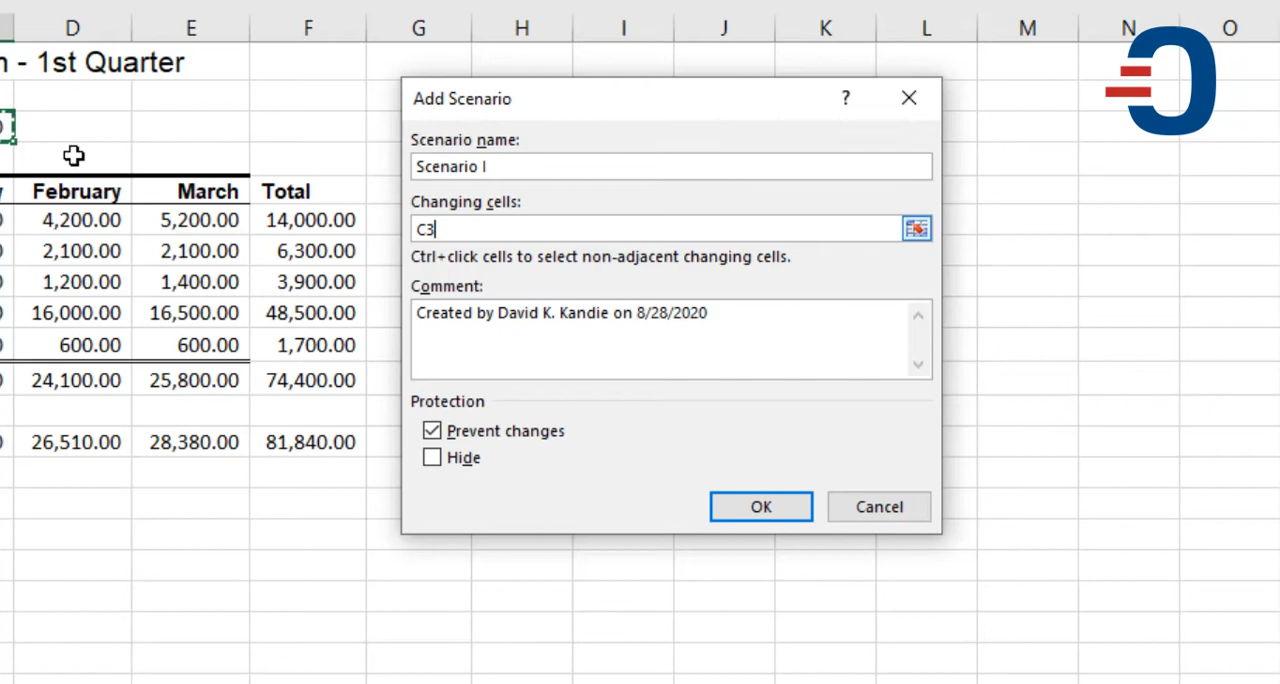 D E F G H I J K L M N O
n - 1st Quarter
February March Total
4,200.00 5,200.00 14,000.00
2,100.00 2,100.00 6,300.00
1,200.00 1,400.00 3,900.00
16,000.00 16,500.00 48,500.00
600.00 600.00 1,700.00
24,100.00 25,800.00 74,400.00
26,510.00 28,380.00 81,840.00
Add Scenario ?
Scenario name:
Scenario I
Changing cells:
C3
Ctrl+click cells to select non-adjacent changing cells.
Comment:
Created by David K. Kandie on 8/28/2020
Protection
Prevent changes
Hide
OK Cancel